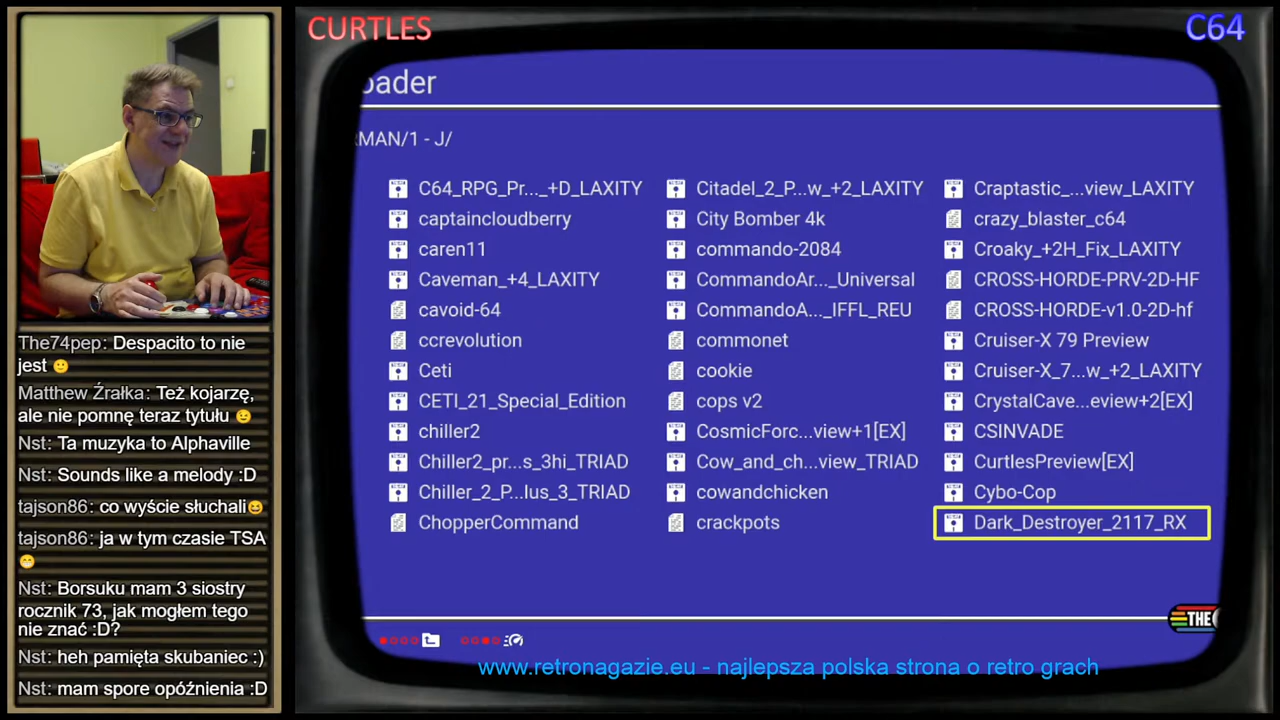 CURTLES
C64
oader
RMAN/1 - J/
C64_RPG_Pr..._+D_LAXITY
captaincloudberry
caren11
Caveman_+4_LAXITY
cavoid-64
ccrevolution
Ceti
CETI_21_Special_Edition
chiller2
Chiller2_pr...s_3hi_TRIAD
Chiller_2_P...lus_3_TRIAD
ChopperCommand
Citadel_2_P...w_+2_LAXITY
City Bomber 4k
commando-2084
CommandoAr..._Universal
CommandoA..._IFFL_REU
commonet
cookie
cops v2
CosmicForc...view+1[EX]
Cow_and_ch...view_TRIAD
cowandchicken
crackpots
Craptastic_...view_LAXITY
crazy_blaster_c64
Croaky_+2H_Fix_LAXITY
CROSS-HORDE-PRV-2D-HF
CROSS-HORDE-v1.0-2D-hf
Cruiser-X 79 Preview
Cruiser-X_7...w_+2_LAXITY
CrystalCave...eview+2[EX]
CSINVADE
CurtlesPreview[EX]
Cybo-Cop
Dark_Destroyer_2117_RX
THE
www.retronagazie.eu - najlepsza polska strona o retro grach
The74pep: Despacito to nie
jest 🙂
Matthew Źrałka: Też kojarzę,
ale nie pomnę teraz tytułu 😉
Nst: Ta muzyka to Alphaville
Nst: Sounds like a melody :D
tajson86: co wyście słuchali😆
tajson86: ja w tym czasie TSA
😁
Nst: Borsuku mam 3 siostry
rocznik 73, jak mogłem tego
nie znać :D?
Nst: heh pamięta skubaniec :)
Nst: mam spore opóźnienia :D